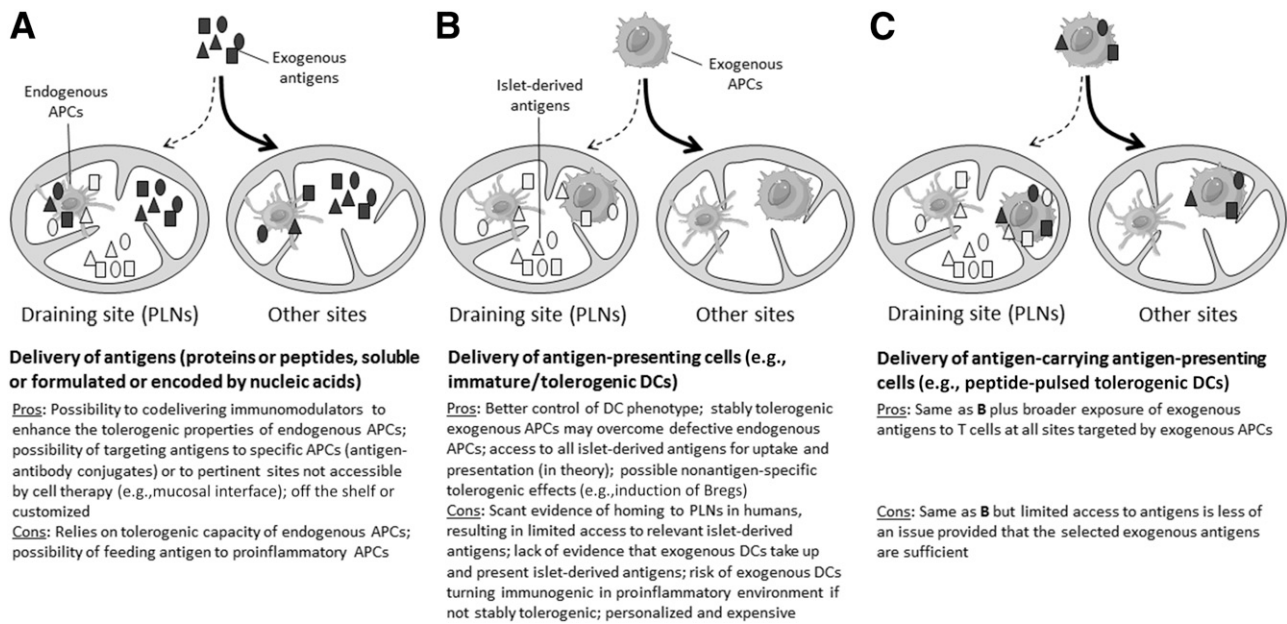 A
Exogenous
antigens
Endogenous
APCs
Draining site (PLNs)
Other sites
Delivery of antigens (proteins or peptides, soluble
or formulated or encoded by nucleic acids)
Pros: Possibility to codelivering immunomodulators to
enhance the tolerogenic properties of endogenous APCs;
possibility of targeting antigens to specific APCs (antigen-
antibody conjugates) or to pertinent sites not accessible
by cell therapy (e.g.,mucosal interface); off the shelf or
customized
Cons: Relies on tolerogenic capacity of endogenous APCs;
possibility of feeding antigen to proinflammatory APCs
B
Exogenous
APCs
Islet-derived
antigens
Draining site (PLNs)
Other sites
Delivery of antigen-presenting cells (e.g.,
immature/tolerogenic DCs)
Pros: Better control of DC phenotype; stably tolerogenic
exogenous APCs may overcome defective endogenous
APCs; access to all islet-derived antigens for uptake and
presentation (in theory); possible nonantigen-specific
tolerogenic effects (e.g.,induction of Bregs)
Cons: Scant evidence of homing to PLNs in humans,
resulting in limited access to relevant islet-derived
antigens; lack of evidence that exogenous DCs take up
and present islet-derived antigens; risk of exogenous DCs
turning immunogenic in proinflammatory environment if
not stably tolerogenic; personalized and expensive
C
Draining site (PLNs)
Other sites
Delivery of antigen-carrying antigen-presenting
cells (e.g., peptide-pulsed tolerogenic DCs)
Pros: Same as B plus broader exposure of exogenous
antigens to T cells at all sites targeted by exogenous APCs
Cons: Same as B but limited access to antigens is less of
an issue provided that the selected exogenous antigens
are sufficient